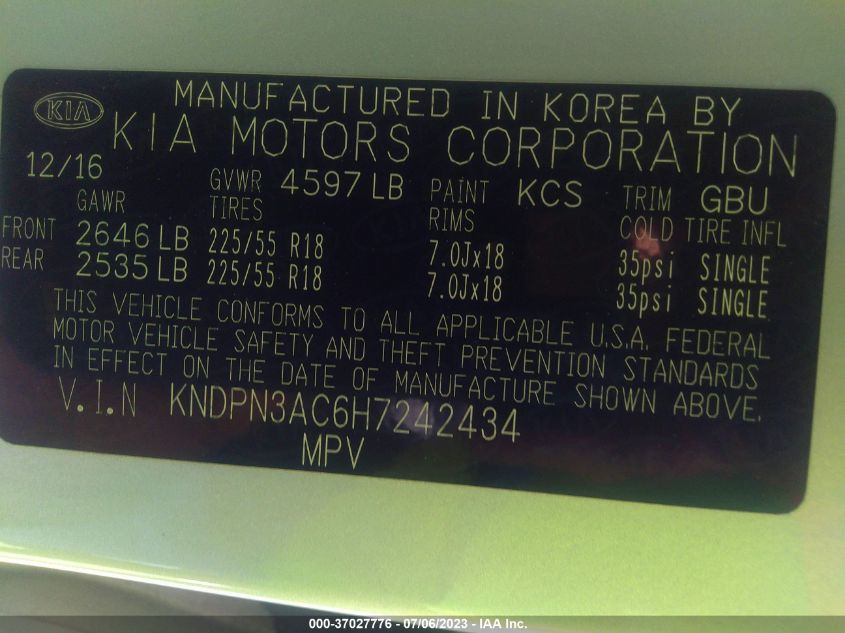 KIA
MANUFACTURED IN KOREA BY
KIA MOTORS CORPORATION
12/16 GVWR 4597 LB PAINT KCS TRIM GBU
GAWR TIRES RIMS COLD TIRE INFL
FRONT 2646 LB 225/55 R18 7.0Jx18 35psi SINGLE
REAR 2535 LB 225/55 R18 7.0Jx18 35psi SINGLE
THIS VEHICLE CONFORMS TO ALL APPLICABLE U.S.A. FEDERAL
MOTOR VEHICLE SAFETY AND THEFT PREVENTION STANDARDS
IN EFFECT ON THE DATE OF MANUFACTURE SHOWN ABOVE.
V.I.N KNDPN3AC6H7242434
MPV
000-37027776 - 07/06/2023 - IAA Inc.